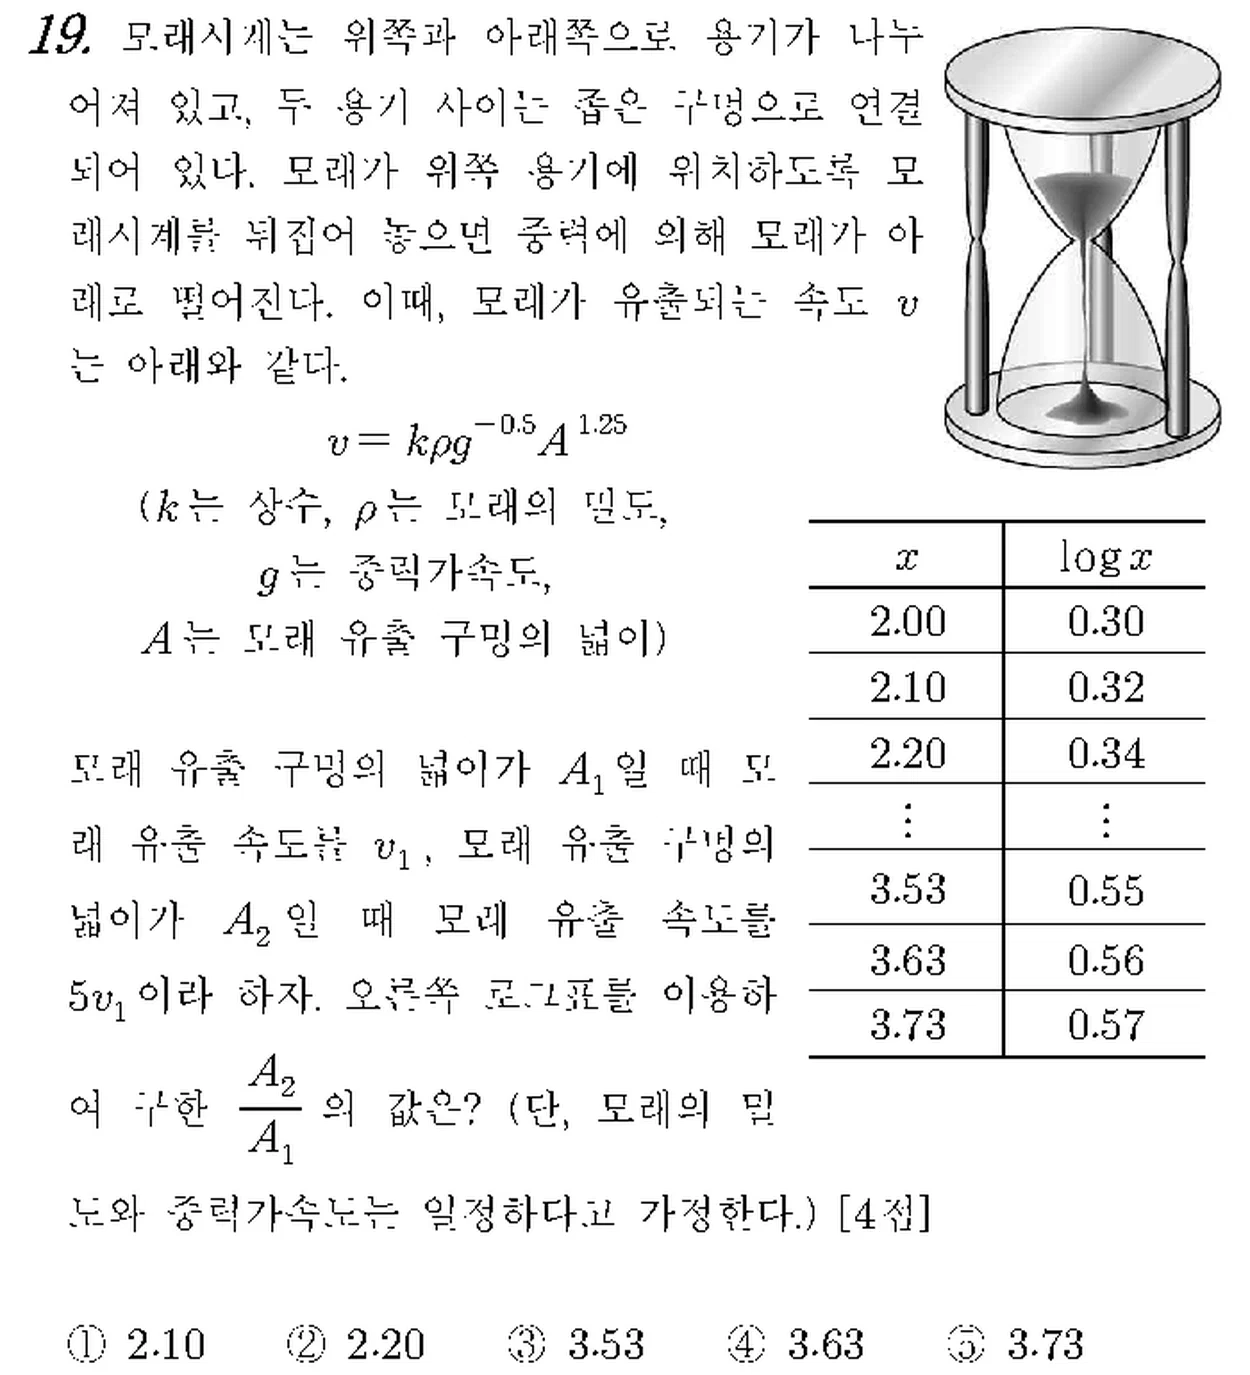 19. 모래시계는 위쪽과 아래쪽으로 용기가 나누
어져 있고, 두 용기 사이는 좁은 구멍으로 연결
되어 있다. 모래가 위쪽 용기에 위치하도록 모
래시계를 뒤집어 놓으면 중력에 의해 모래가 아
래로 떨어진다. 이때, 모래가 유출되는 속도 v
는 아래와 같다.
v = kρg^{-0.5}A^{1.25}
(k는 상수, ρ는 모래의 밀도,
g는 중력가속도,
A는 모래 유출 구멍의 넓이)
모래 유출 구멍의 넓이가 A₁일 때 모
래 유출 속도를 v₁, 모래 유출 구멍의
넓이가 A₂일 때 모래 유출 속도를
5v₁이라 하자. 오른쪽 로그표를 이용하
여 구한 A₂/A₁의 값은? (단, 모래의 밀
도와 중력가속도는 일정하다고 가정한다.) [4점]
x log x
2.00 0.30
2.10 0.32
2.20 0.34
⋮ ⋮
3.53 0.55
3.63 0.56
3.73 0.57
① 2.10 ② 2.20 ③ 3.53 ④ 3.63 ⑤ 3.73